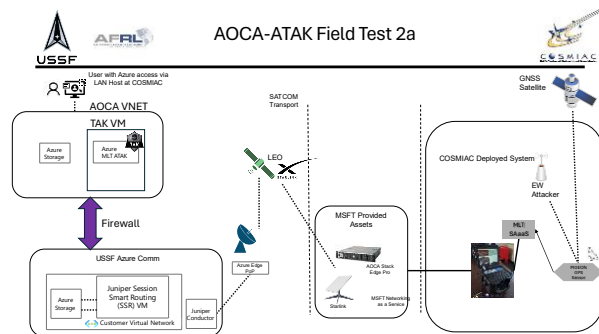 AOCA-ATAK Field Test 2a
USSF
AFRL
COSMIAC
User with Azure access via
LAN Host at COSMIAC
AOCA VNET
TAK VM
Azure
Storage
Azure
MLT ATAK
Firewall
USSF Azure Comm
Azure
Storage
Juniper Session
Smart Routing
(SSR) VM
Customer Virtual Network
Juniper
Conductor
Azure Edge
PoP
SATCOM
Transport
LEO
MSFT Provided
Assets
AOCA Stack
Edge Pro
Starlink
MSFT Networking
as a Service
GNSS
Satellite
COSMIAC Deployed System
EW
Attacker
MLT/
SAaaS
PIGEON
GPS
Sensor